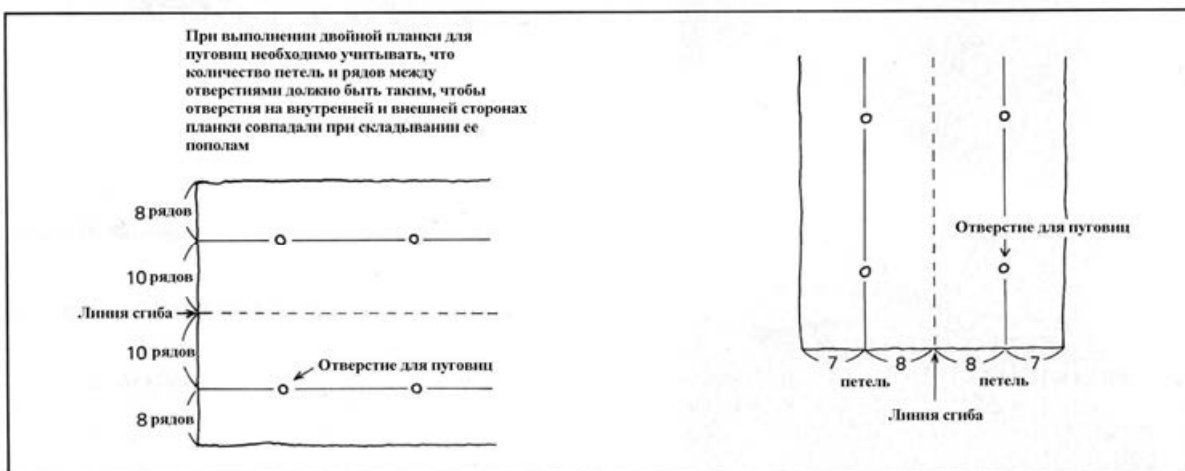 При выполнении двойной планки для
пуговиц необходимо учитывать, что
количество петель и рядов между
отверстиями должно быть таким, чтобы
отверстия на внутренней и внешней сторонах
планки совпадали при складывании ее
пополам
8 рядов
10 рядов
Линия сгиба
10 рядов
Отверстие для пуговиц
8 рядов
Отверстие для пуговиц
7 8 8 7
петель петель
Линия сгиба